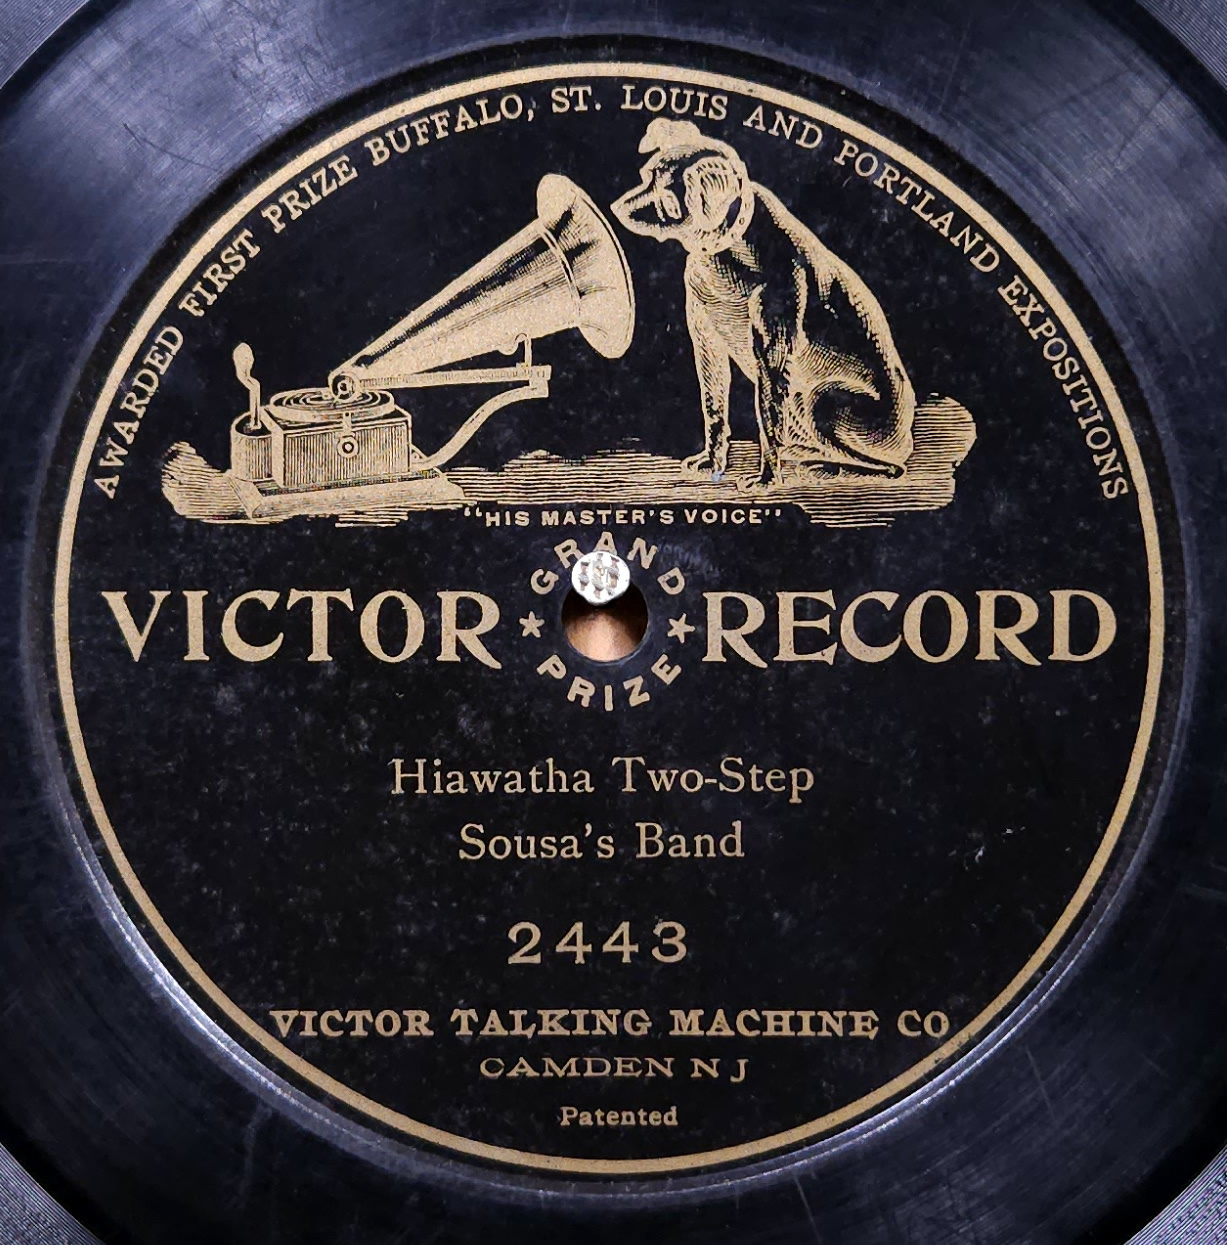 AWARDED FIRST PRIZE BUFFALO, ST. LOUIS AND PORTLAND EXPOSITIONS
"HIS MASTER'S VOICE"
GRAND
VICTOR RECORD
PRIZE
Hiawatha Two-Step
Sousa's Band
2443
VICTOR TALKING MACHINE CO.
CAMDEN N J
Patented